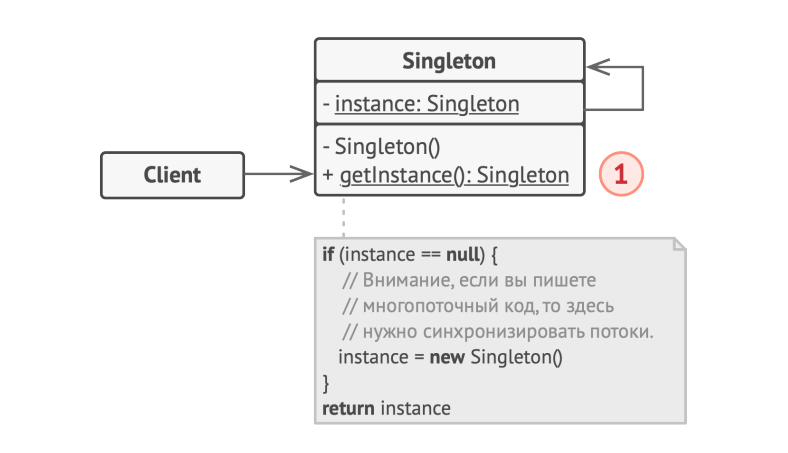 Singleton
- instance: Singleton
- Singleton()
+ getInstance(): Singleton
Client
1
if (instance == null) {
// Внимание, если вы пишете
// многопоточный код, то здесь
// нужно синхронизировать потоки.
instance = new Singleton()
}
return instance